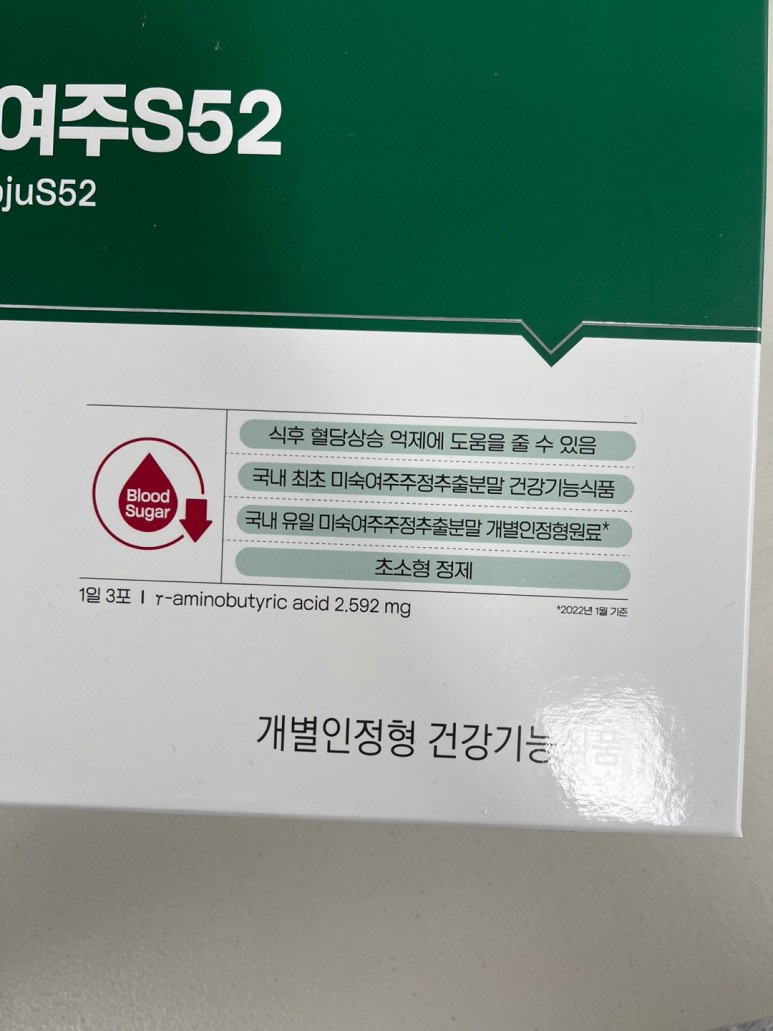 여주S52
juS52
Blood
Sugar
식후 혈당상승 억제에 도움을 줄 수 있음
국내 최초 미숙여주주정추출분말 건강기능식품
국내 유일 미숙여주주정추출분말 개별인정형원료*
초소형 정제
1일 3포 I r-aminobutyric acid 2.592 mg
*2022년 1월 기준
개별인정형 건강기능식품